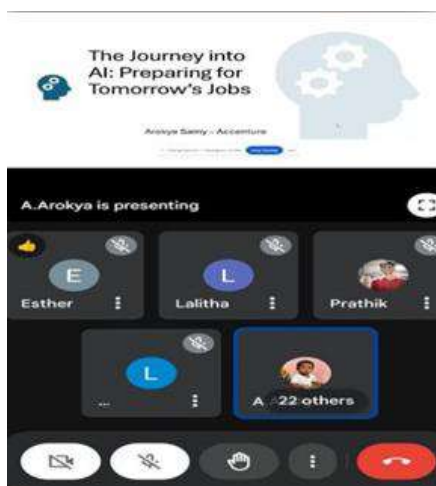 The Journey into
AI: Preparing for
Tomorrow's Jobs
Arokya Samy - Accenture
A.Arokya is presenting
E
L
Esther
Lalitha
Prathik
L
...
A
22 others